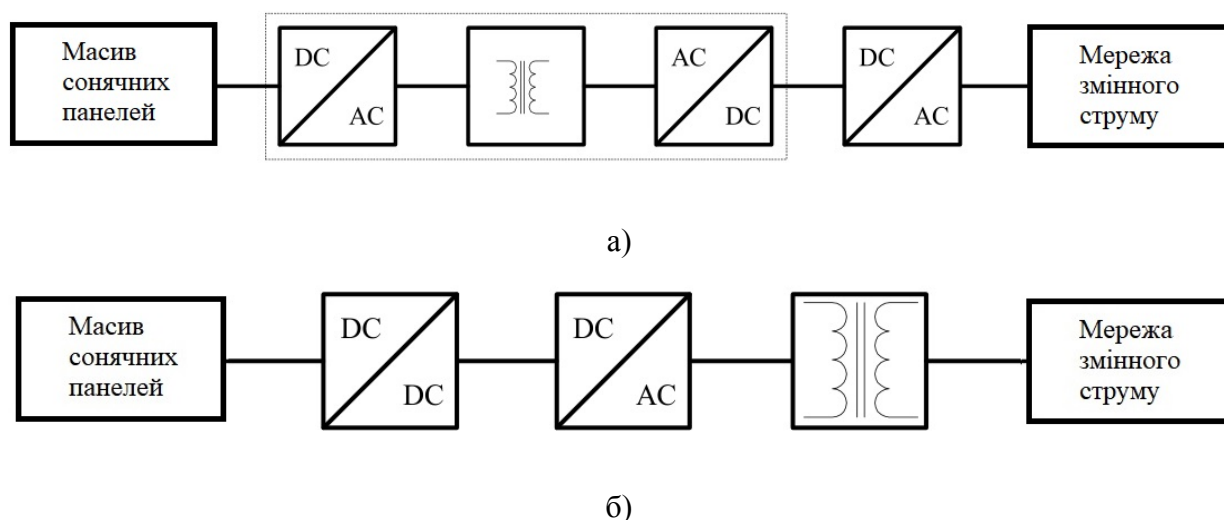 Масив
сонячних
панелей
DC
AC
AC
DC
DC
AC
Мережа
змінного
струму
а)
Масив
сонячних
панелей
DC
DC
DC
AC
Мережа
змінного
струму
б)